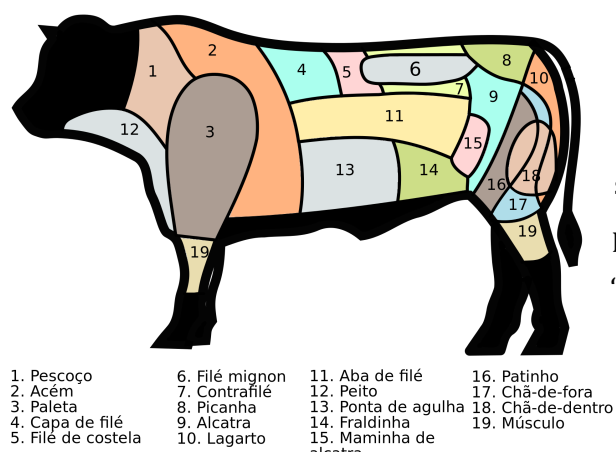 1
2
3
4
5
6
7
8
9
10
11
12
13
14
15
16
17
18
19
19
1. Pescoço
2. Acém
3. Paleta
4. Capa de filé
5. Filé de costela
6. Filé mignon
7. Contrafilé
8. Picanha
9. Alcatra
10. Lagarto
11. Aba de filé
12. Peito
13. Ponta de agulha
14. Fraldinha
15. Maminha de
alcatra
16. Patinho
17. Chã-de-fora
18. Chã-de-dentro
19. Músculo